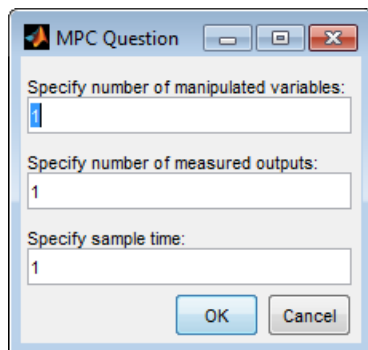 MPC Question
Specify number of manipulated variables:
1
Specify number of measured outputs:
1
Specify sample time:
1
OK Cancel